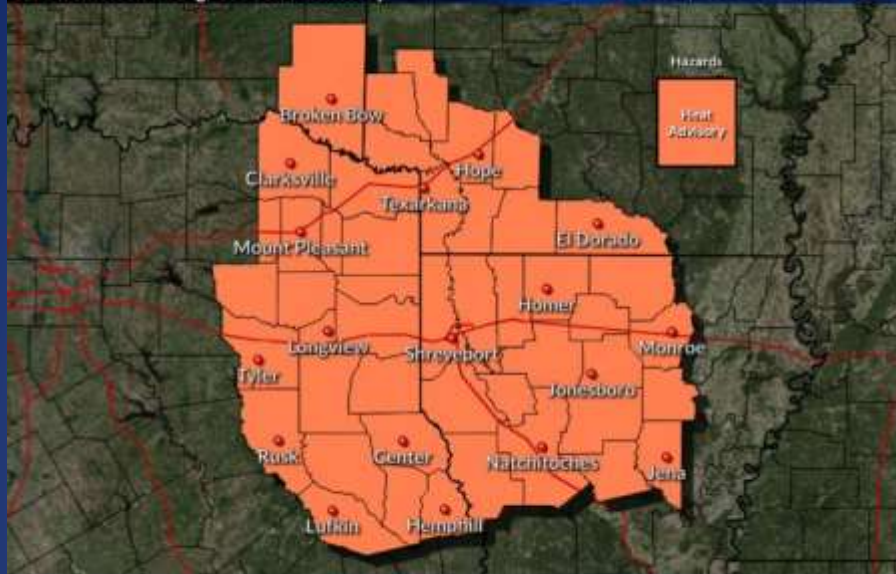 Hazards
Heat
Advisory
Broken Bow
Clarksville
Hope
Texarkana
Mount Pleasant
El Dorado
Homer
Longview
Shreveport
Monroe
Tyler
Jonesboro
Rusk
Center
Natchitoches
Jena
Lufkin
Hemphill